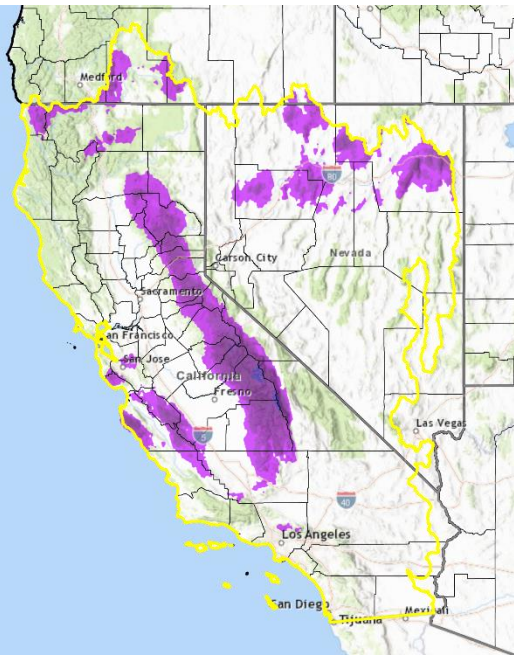 Medford
80
Carson City
Nevada
Sacramento
San Francisco
San Jose
California
Fresno
5
Las Vegas
40
Los Angeles
San Diego
Tijuana
Mexicali